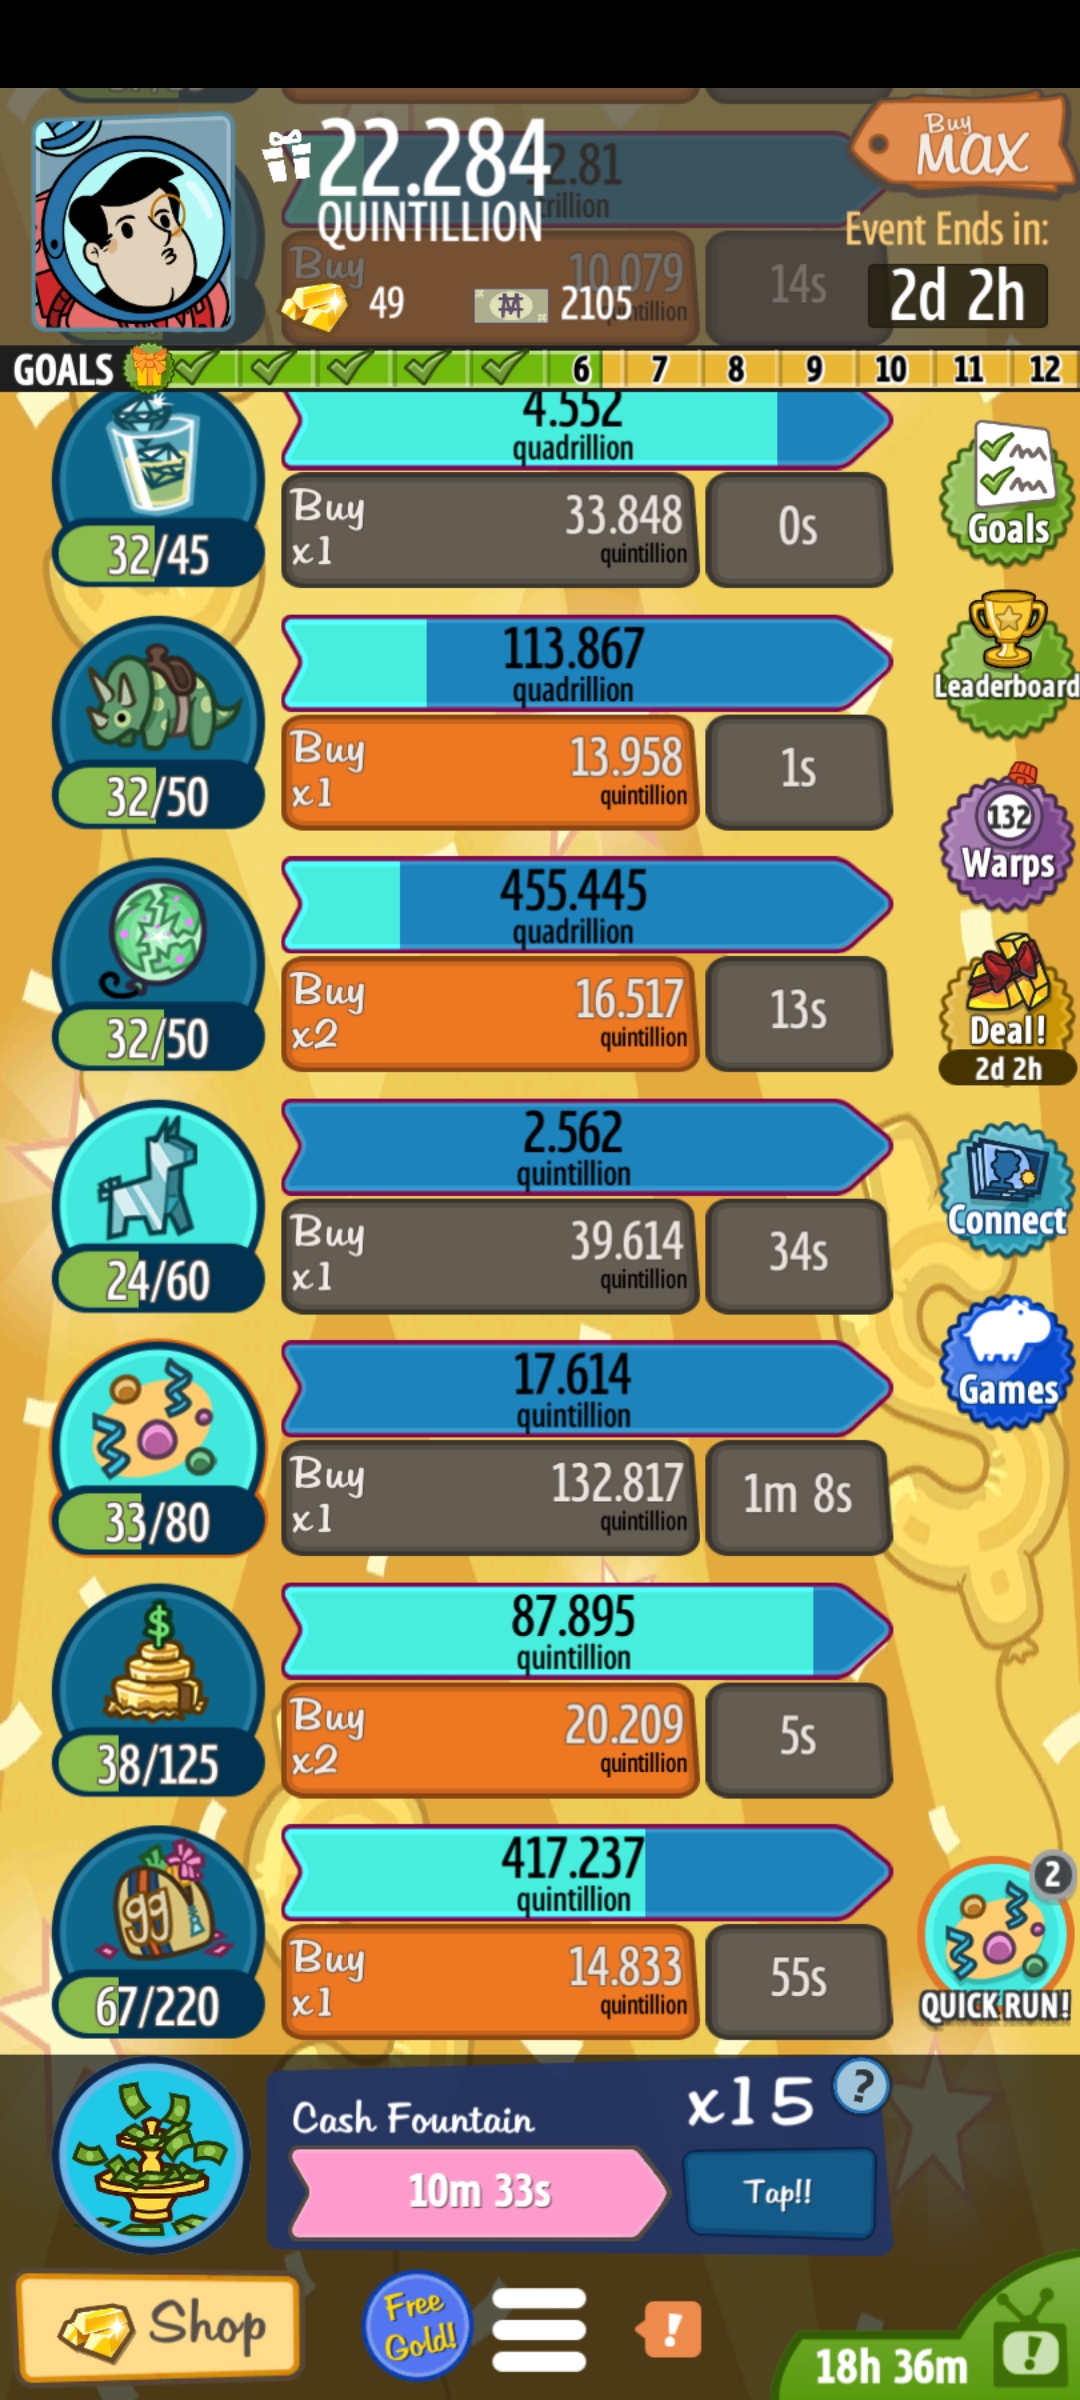 22.284
QUINTILLION
2.81
Buy
MAX
Event Ends in:
2d 2h
Buy
10.079
14s
49
2105
GOALS 6 7 8 9 10 11 12
4.552
quadrillion
32/45
Buy
x1
33.848
quintillion
0s
Goals
113.867
quadrillion
32/50
Buy
x1
13.958
quintillion
1s
Leaderboard
132
Warps
455.445
quadrillion
32/50
Buy
x2
16.517
quintillion
13s
Deal!
2d 2h
2.562
quintillion
24/60
Buy
x1
39.614
quintillion
34s
Connect
17.614
quintillion
33/80
Buy
x1
132.817
quintillion
1m 8s
Games
$
87.895
quintillion
38/125
Buy
x2
20.209
quintillion
5s
99
417.237
quintillion
67/220
Buy
x1
14.833
quintillion
55s
2
QUICK RUN!
Cash Fountain
x15
?
10m 33s
Tap!!
Shop
Free
Gold!
!
18h 36m
!